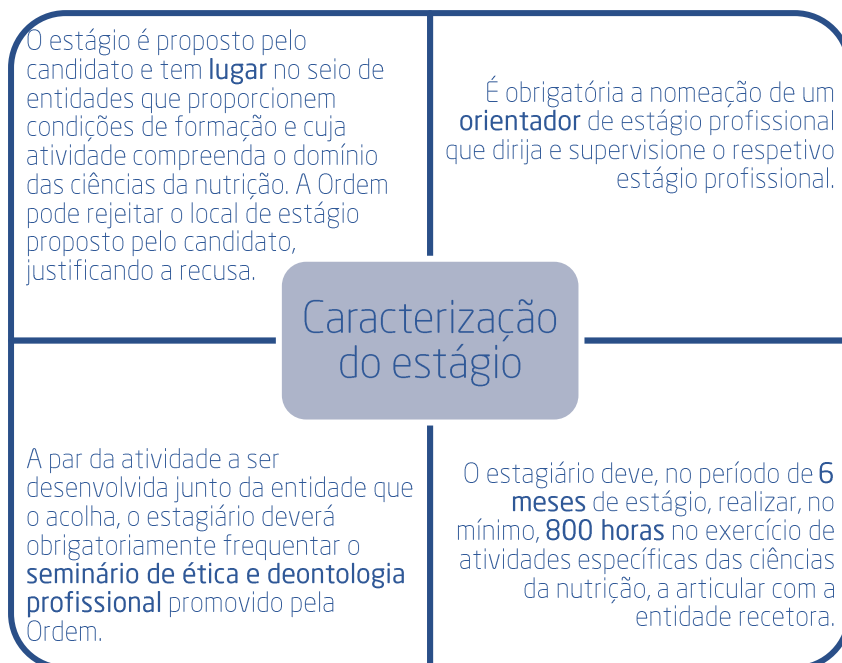 O estágio é proposto pelo
candidato e tem lugar no seio de
entidades que proporcionem
condições de formação e cuja
atividade compreenda o domínio
das ciências da nutrição. A Ordem
pode rejeitar o local de estágio
proposto pelo candidato,
justificando a recusa.
É obrigatória a nomeação de um
orientador de estágio profissional
que dirija e supervisione o respetivo
estágio profissional.
Caracterização
do estágio
A par da atividade a ser
desenvolvida junto da entidade que
o acolha, o estagiário deverá
obrigatoriamente frequentar o
seminário de ética e deontologia
profissional promovido pela
Ordem.
O estagiário deve, no período de 6
meses de estágio, realizar, no
mínimo, 800 horas no exercício de
atividades específicas das ciências
da nutrição, a articular com a
entidade recetora.